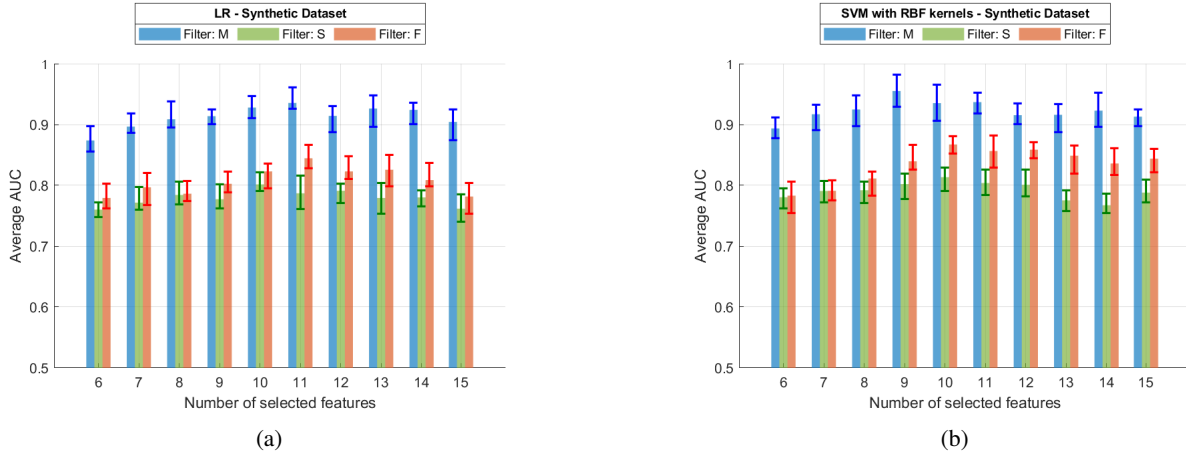 LR - Synthetic Dataset
Filter: M Filter: S Filter: F
1
0.9
0.8
0.7
0.6
0.5
Average AUC
6 7 8 9 10 11 12 13 14 15
Number of selected features
(a)
SVM with RBF kernels - Synthetic Dataset
Filter: M Filter: S Filter: F
1
0.9
0.8
0.7
0.6
0.5
Average AUC
6 7 8 9 10 11 12 13 14 15
Number of selected features
(b)